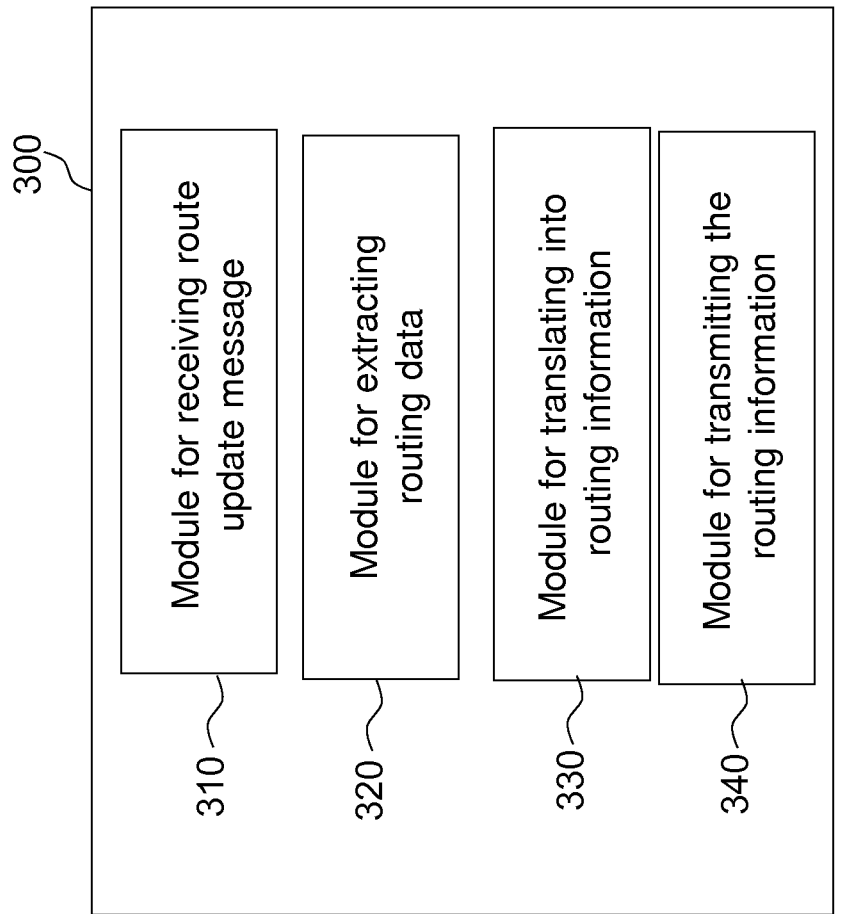 300
310
Module for receiving route
update message
320
Module for extracting
routing data
330
Module for translating into
routing information
340
Module for transmitting the
routing information